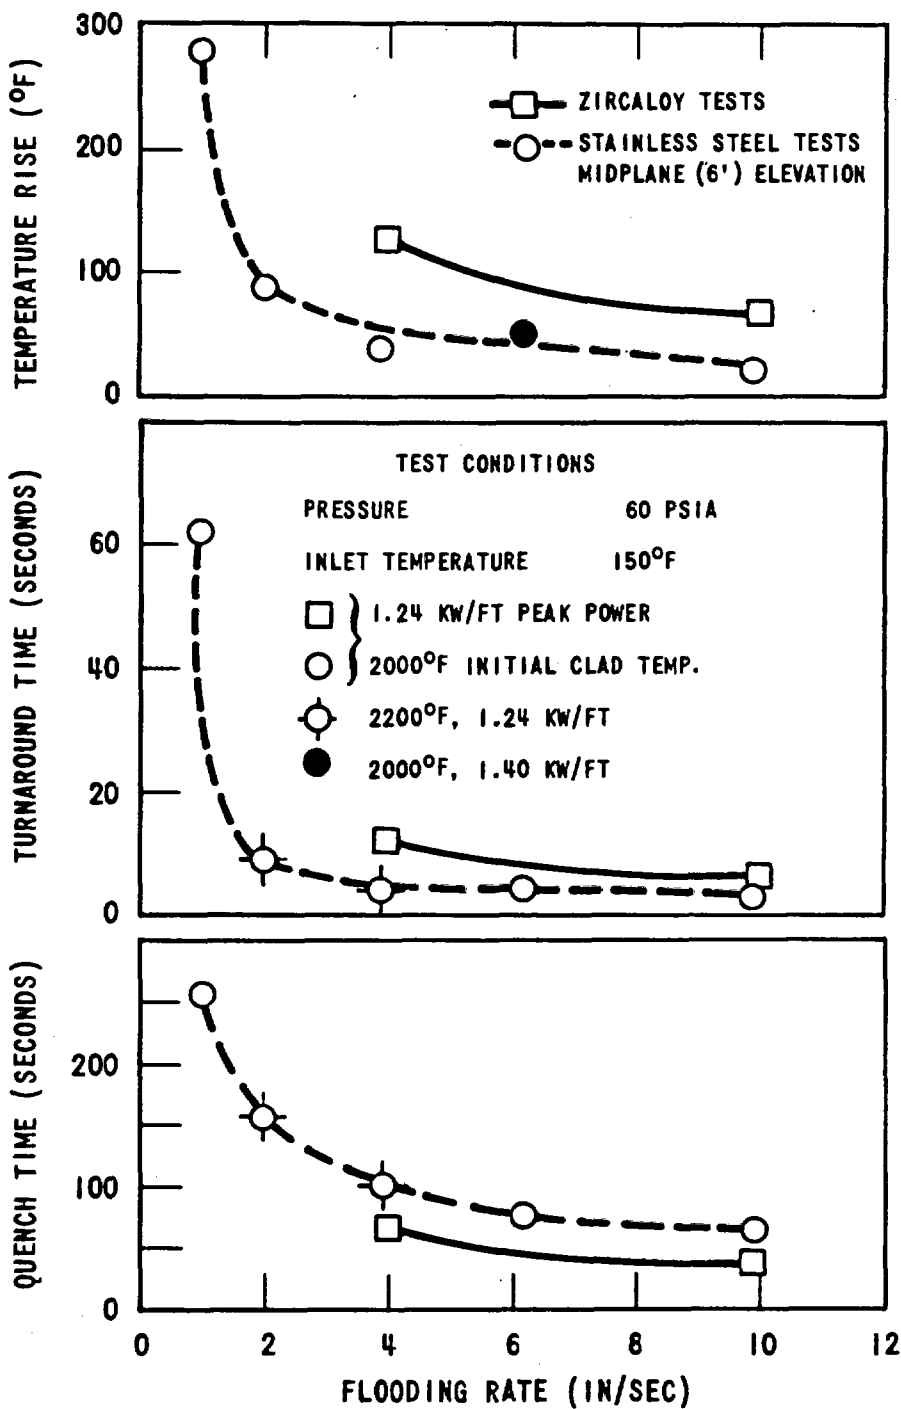 TEMPERATURE RISE (°F)
300
200
100
0
ZIRCALOY TESTS
STAINLESS STEEL TESTS
MIDPLANE (6') ELEVATION
TURNAROUND TIME (SECONDS)
60
40
20
0
TEST CONDITIONS
PRESSURE 60 PSIA
INLET TEMPERATURE 150°F
1.24 KW/FT PEAK POWER
2000°F INITIAL CLAD TEMP.
2200°F, 1.24 KW/FT
2000°F, 1.40 KW/FT
QUENCH TIME (SECONDS)
200
100
0
0 2 4 6 8 10 12
FLOODING RATE (IN/SEC)